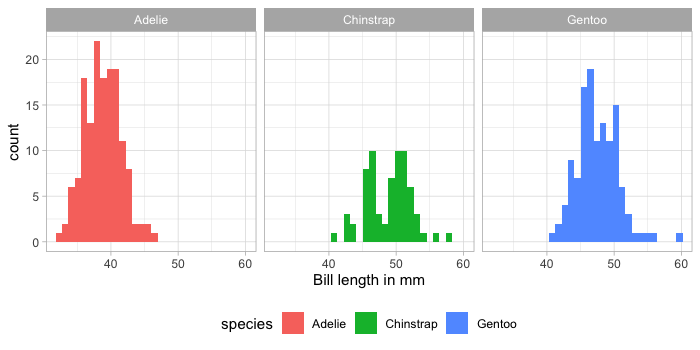 Adelie Chinstrap Gentoo
20
15
10
5
0
count
40 50 60 40 50 60 40 50 60
Bill length in mm
species Adelie Chinstrap Gentoo